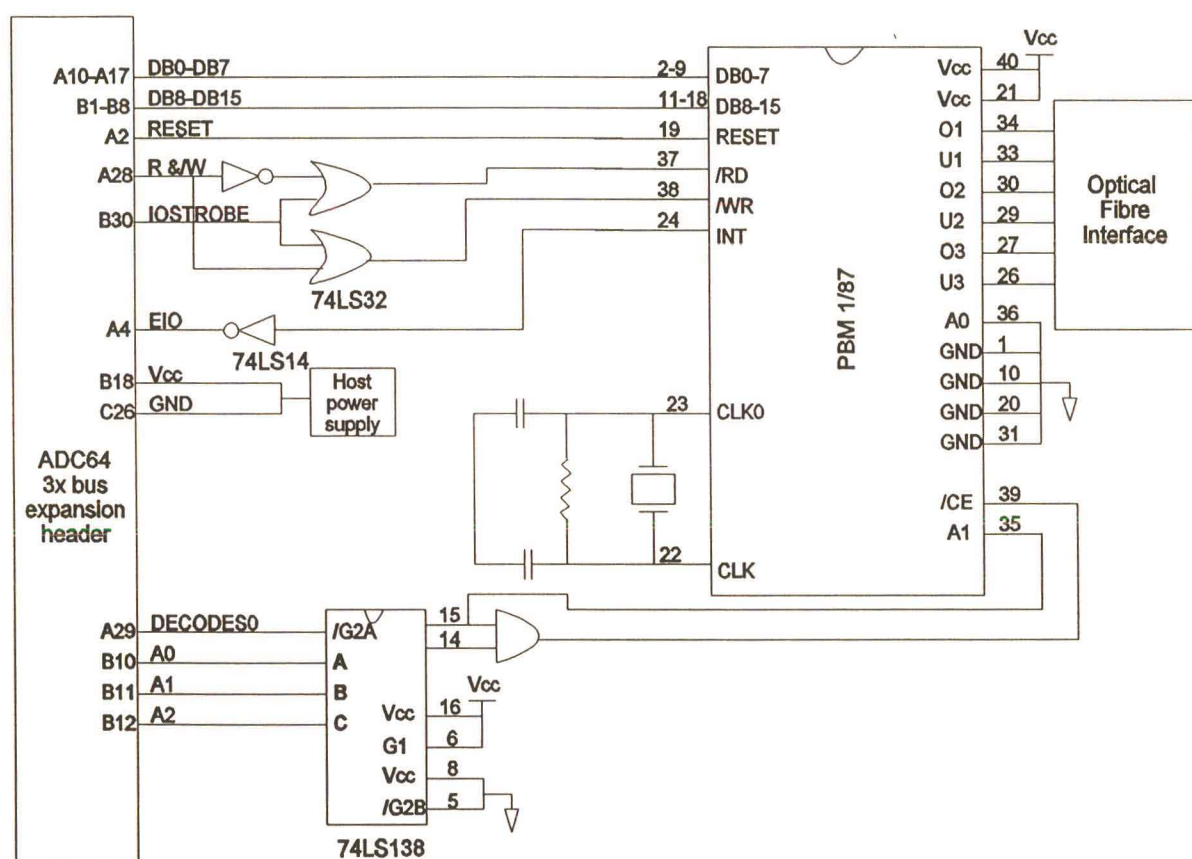 Vcc
A10-A17 DB0-DB7 2-9 DB0-7 Vcc 40
B1-B8 DB8-DB15 11-18 DB8-15 Vcc 21
A2 RESET 19 RESET O1 34
A28 R &/W 37 /RD U1 33
B30 IOSTROBE 38 /WR O2 30
24 INT U2 29
O3 27
U3 26
Optical
Fibre
Interface
74LS32
A4 EIO
74LS14
PBM 1/87
A0 36
GND 1
GND 10
GND 20
GND 31
B18 Vcc
C26 GND
Host
power
supply
23 CLK0
22 CLK
/CE 39
A1 35
ADC64
3x bus
expansion
header
A29 DECODES0 /G2A 15
B10 A0 A 14
B11 A1 B
B12 A2 C
Vcc
Vcc 16
G1 6
Vcc 8
/G2B 5
74LS138